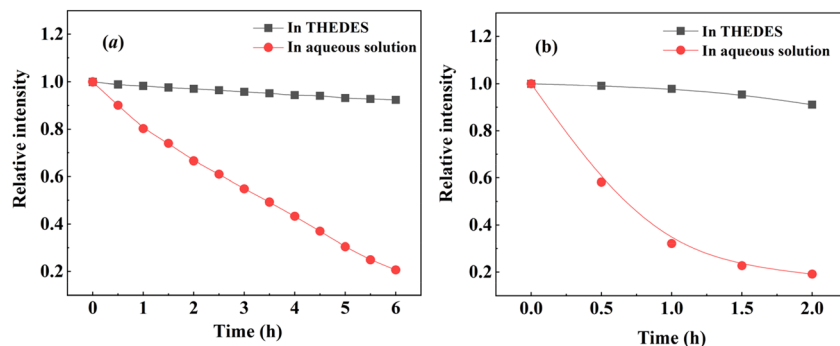 (a)
In THEDES
In aqueous solution
Relative intensity
1.2
1.0
0.8
0.6
0.4
0.2
0 1 2 3 4 5 6
Time (h)
(b)
In THEDES
In aqueous solution
Relative intensity
1.2
1.0
0.8
0.6
0.4
0.2
0.0 0.5 1.0 1.5 2.0
Time (h)